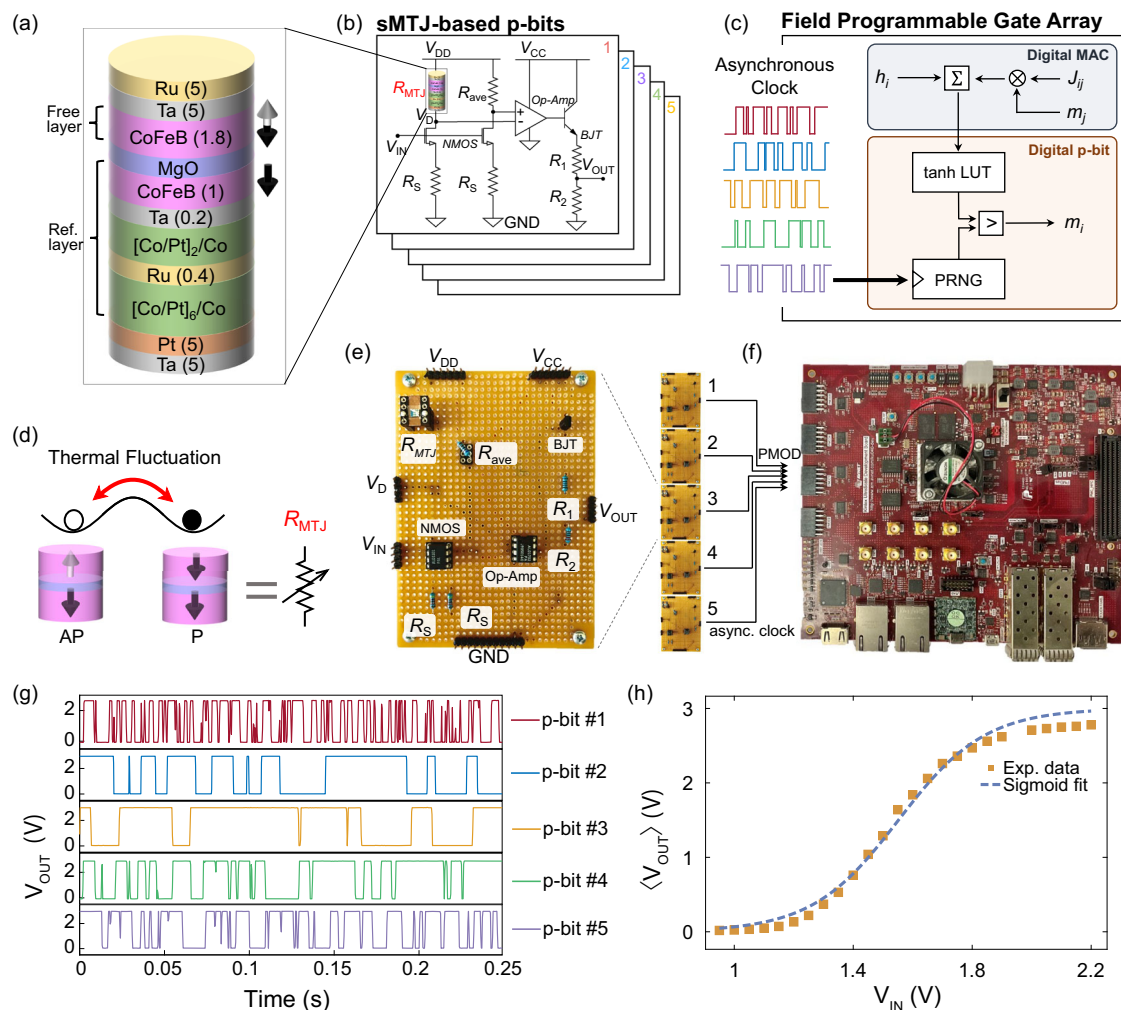 (a)
Ru (5)
Ta (5)
CoFeB (1.8)
MgO
CoFeB (1)
Ta (0.2)
[Co/Pt]2/Co
Ru (0.4)
[Co/Pt]6/Co
Pt (5)
Ta (5)
Free
layer
Ref.
layer
(b)
sMTJ-based p-bits
1
2
3
4
5
VDD
VCC
RMTJ
Rave
Op-Amp
VD
VIN
NMOS
BJT
R1
VOUT
R2
RS
RS
GND
(c)
Field Programmable Gate Array
Asynchronous
Clock
Digital MAC
hi
Σ
Jij
mj
Digital p-bit
tanh LUT
>
mi
PRNG
(d)
Thermal Fluctuation
RMTJ
AP
P
(e)
VDD
VCC
RMTJ
Rave
BJT
VD
R1
VOUT
VIN
NMOS
Op-Amp
R2
RS
RS
GND
1
2
3
4
5
PMOD
async. clock
(f)
(g)
VOUT (V)
2
0
2
0
2
0
2
0
2
0
p-bit #1
p-bit #2
p-bit #3
p-bit #4
p-bit #5
0
0.05
0.10
0.15
0.20
0.25
Time (s)
(h)
⟨VOUT⟩ (V)
3
2
1
0
Exp. data
Sigmoid fit
1
1.4
1.8
2.2
VIN (V)